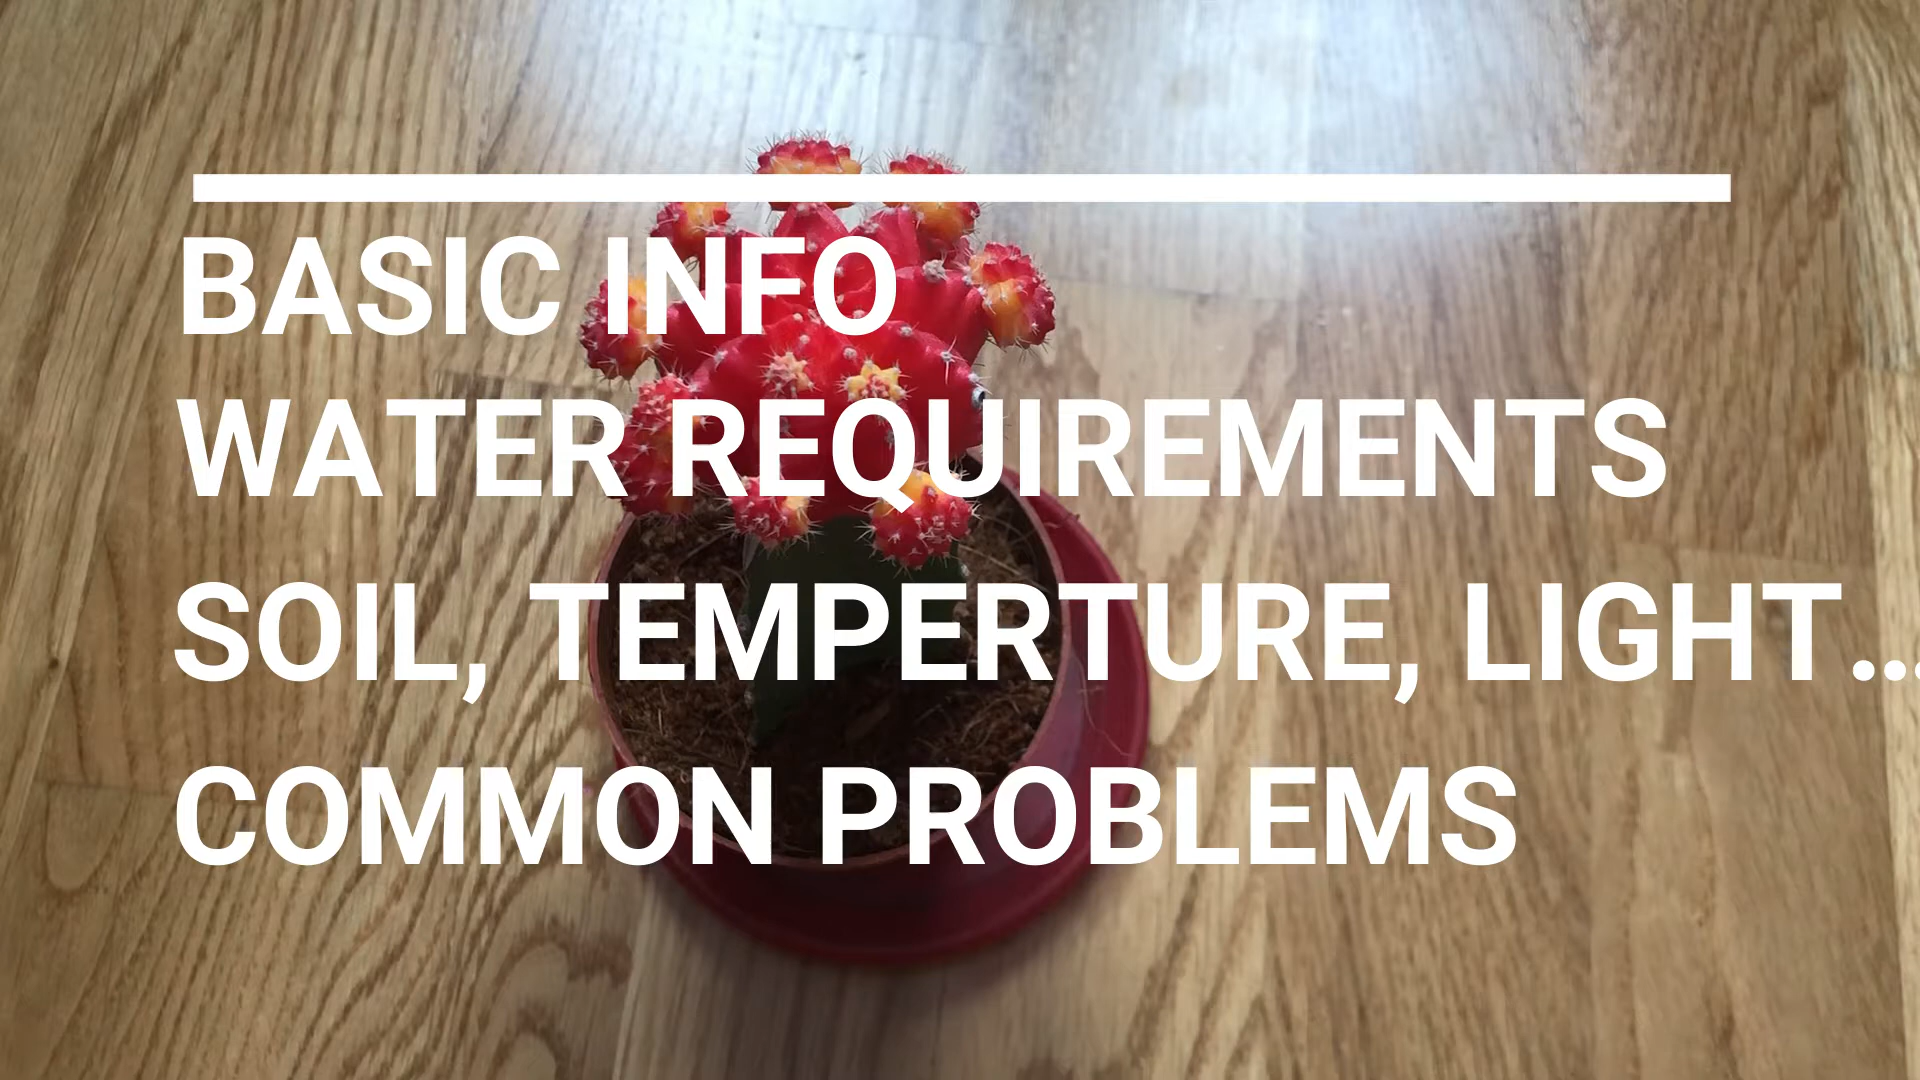 BASIC INFO
WATER REQUIREMENTS
SOIL, TEMPERTURE, LIGHT...
COMMON PROBLEMS